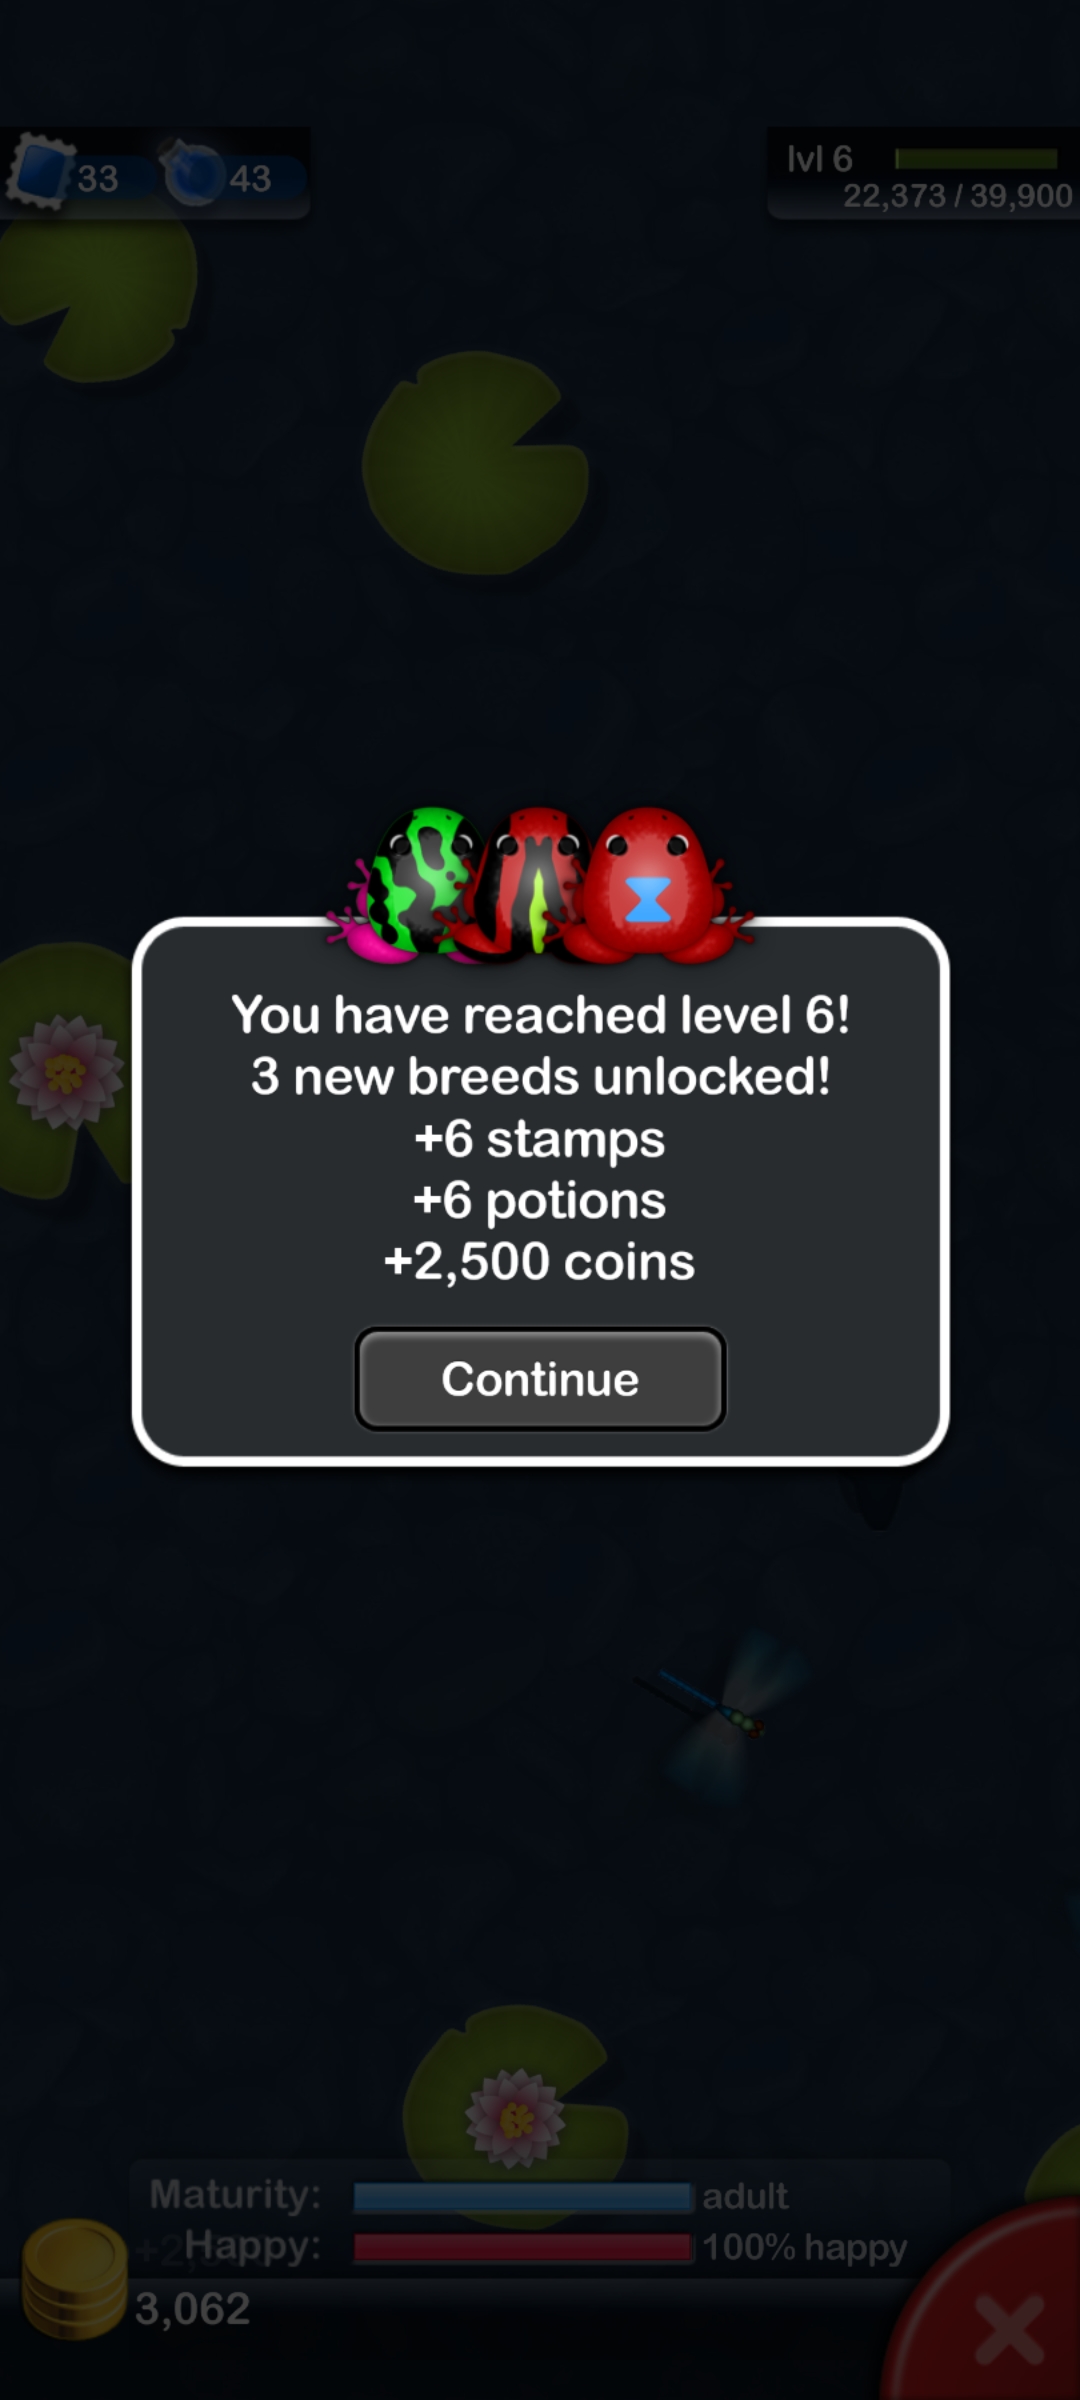 33
43
lvl 6
22,373 / 39,900
You have reached level 6!
3 new breeds unlocked!
+6 stamps
+6 potions
+2,500 coins
Continue
Maturity:
adult
Happy:
100% happy
3,062